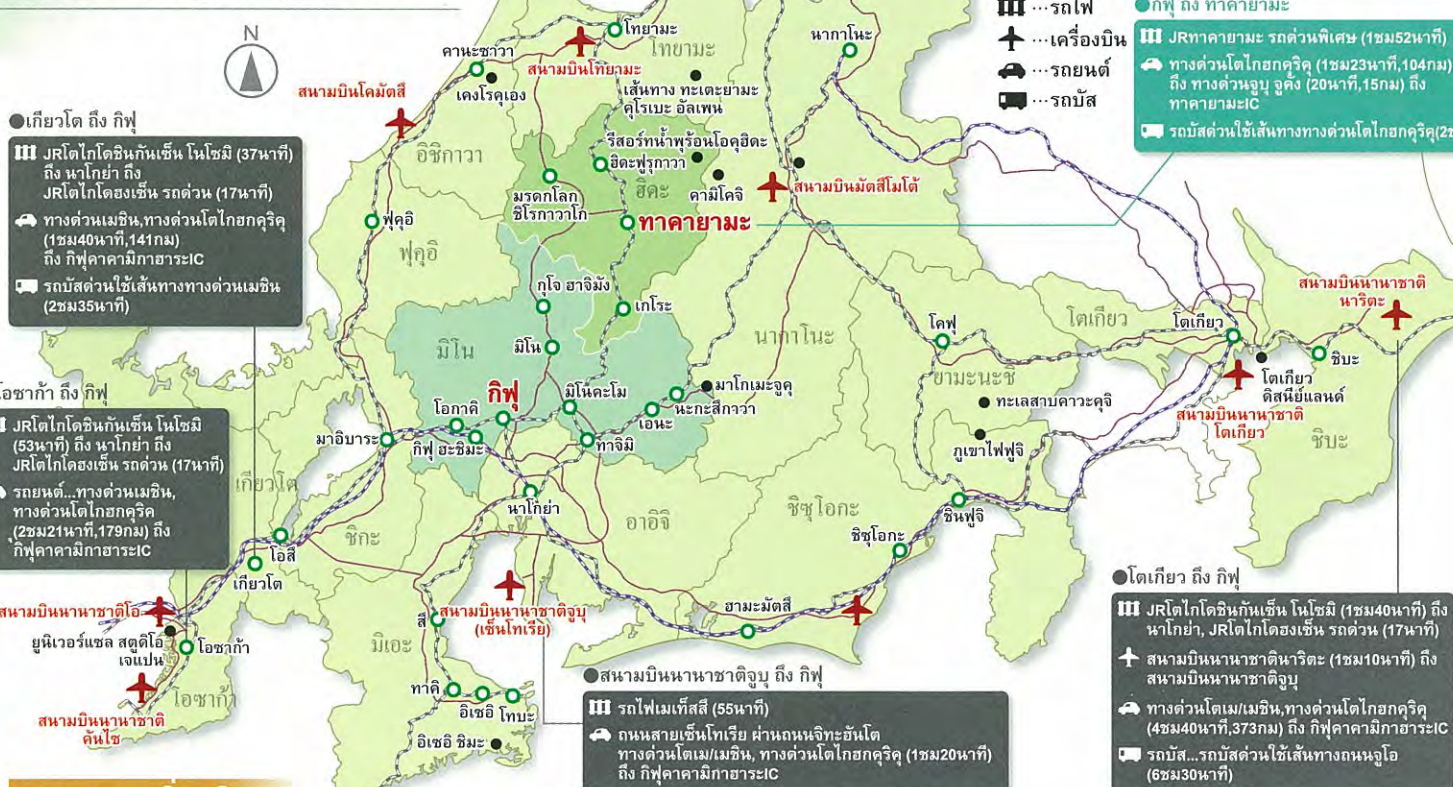 N
รถไฟ
เครื่องบิน
รถยนต์
รถบัส
●กิฟุ ถึง ทาคายามะ
JRทาคายามะ รถด่วนพิเศษ (1ชม52นาที)
ทางด่วนโตไกฮกคุริคุ (1ชม23นาที,104กม)
ถึง ทางด่วนจูบุ จูคัง (20นาที,15กม) ถึง
ทาคายามะIC
รถบัสด่วนใช้เส้นทางทางด่วนโตไกฮกคุริคุ
●เกียวโต ถึง กิฟุ
JRโตไกโดชินกันเซ็น โนโซมิ (37นาที)
ถึง นาโกย่า ถึง
JRโตไกโดฮงเซ็น รถด่วน (17นาที)
ทางด่วนเมชิน,ทางด่วนโตไกฮกคุริคุ
(1ชม40นาที,141กม)
ถึง กิฟุคาคามิกาฮาระIC
รถบัสด่วนใช้เส้นทางทางด่วนเมชิน
(2ชม35นาที)
โอซาก้า ถึง กิฟุ
JRโตไกโดชินกันเซ็น โนโซมิ
(53นาที) ถึง นาโกย่า ถึง
JRโตไกโดฮงเซ็น รถด่วน (17นาที)
รถยนต์...ทางด่วนเมชิน,
ทางด่วนโตไกฮกคุริค
(2ชม21นาที,179กม) ถึง
กิฟุคาคามิกาฮาระIC
โทยามะ
คานะซาวา
สนามบินโทยามะ
โทยามะ
นากาโนะ
เคงโรคุเอง
สนามบินโคมัตสึ
เส้นทาง ทะเตะยามะ
คุโรเบะ อัลเพน
อิชิกาวา
รีสอร์ทน้ำพุร้อนโอคุฮิดะ
ฮิดะฟุรุกาวา
ฮิดะ
คามิโคจิ
สนามบินมัตสึโมโต้
มรดกโลก
ชิโรกาวาโก
ทาคายามะ
ฟุคุอิ
ฟุคุอิ
กุโจ ฮาจิมัง
เกโระ
มิโน
มิโน
นากาโนะ
โคฟุ
โตเกียว
โตเกียว
สนามบินนานาชาติ
นาริตะ
ชิบะ
โตเกียว
ดิสนีย์แลนด์
สนามบินนานาชาติ
โตเกียว
ชิบะ
ยามะนะชิ
ทะเลสาบคาวะคุจิ
ภูเขาไฟฟูจิ
กิฟุ
มิโนคะโม
มาโกเมะจูคุ
นะกะสึกาวา
เอนะ
โอกาคิ
กิฟุ ฮะชิมะ
ทาจิมิ
มาอิบาระ
เกียวโต
นาโกย่า
อาอิจิ
ชิซุโอกะ
ชินฟูจิ
ชิซุโอกะ
ชิกะ
โอสึ
เกียวโต
สนามบินนานาชาติโอ
ยูนิเวอร์แซล สตูดิโอ
เจแปน
โอซาก้า
โอซาก้า
สนามบินนานาชาติ
คันไซ
สึ
สนามบินนานาชาติจูบุ
(เซ็นโทเรีย)
ฮามะมัตสึ
มิเอะ
ทาคิ
อิเซอิ
โทบะ
อิเซอิ ชิมะ
●สนามบินนานาชาติจูบุ ถึง กิฟุ
รถไฟเมเท็สสึ (55นาที)
ถนนสายเซ็นโทเรีย ผ่านถนนจิทะฮันโต
ทางด่วนโตเม/เมชิน, ทางด่วนโตไกฮกคุริคุ (1ชม20นาที)
ถึง กิฟุคาคามิกาฮาระIC
●โตเกียว ถึง กิฟุ
JRโตไกโดชินกันเซ็น โนโซมิ (1ชม40นาที) ถึง
นาโกย่า, JRโตไกโดฮงเซ็น รถด่วน (17นาที)
สนามบินนานาชาตินาริตะ (1ชม10นาที) ถึง
สนามบินนานาชาติจูบุ
ทางด่วนโตเม/เมชิน,ทางด่วนโตไกฮกคุริคุ
(4ชม40นาที,373กม) ถึง กิฟุคาคามิกาฮาระIC
รถบัส...รถบัสด่วนใช้เส้นทางถนนจูโอ
(6ชม30นาที)